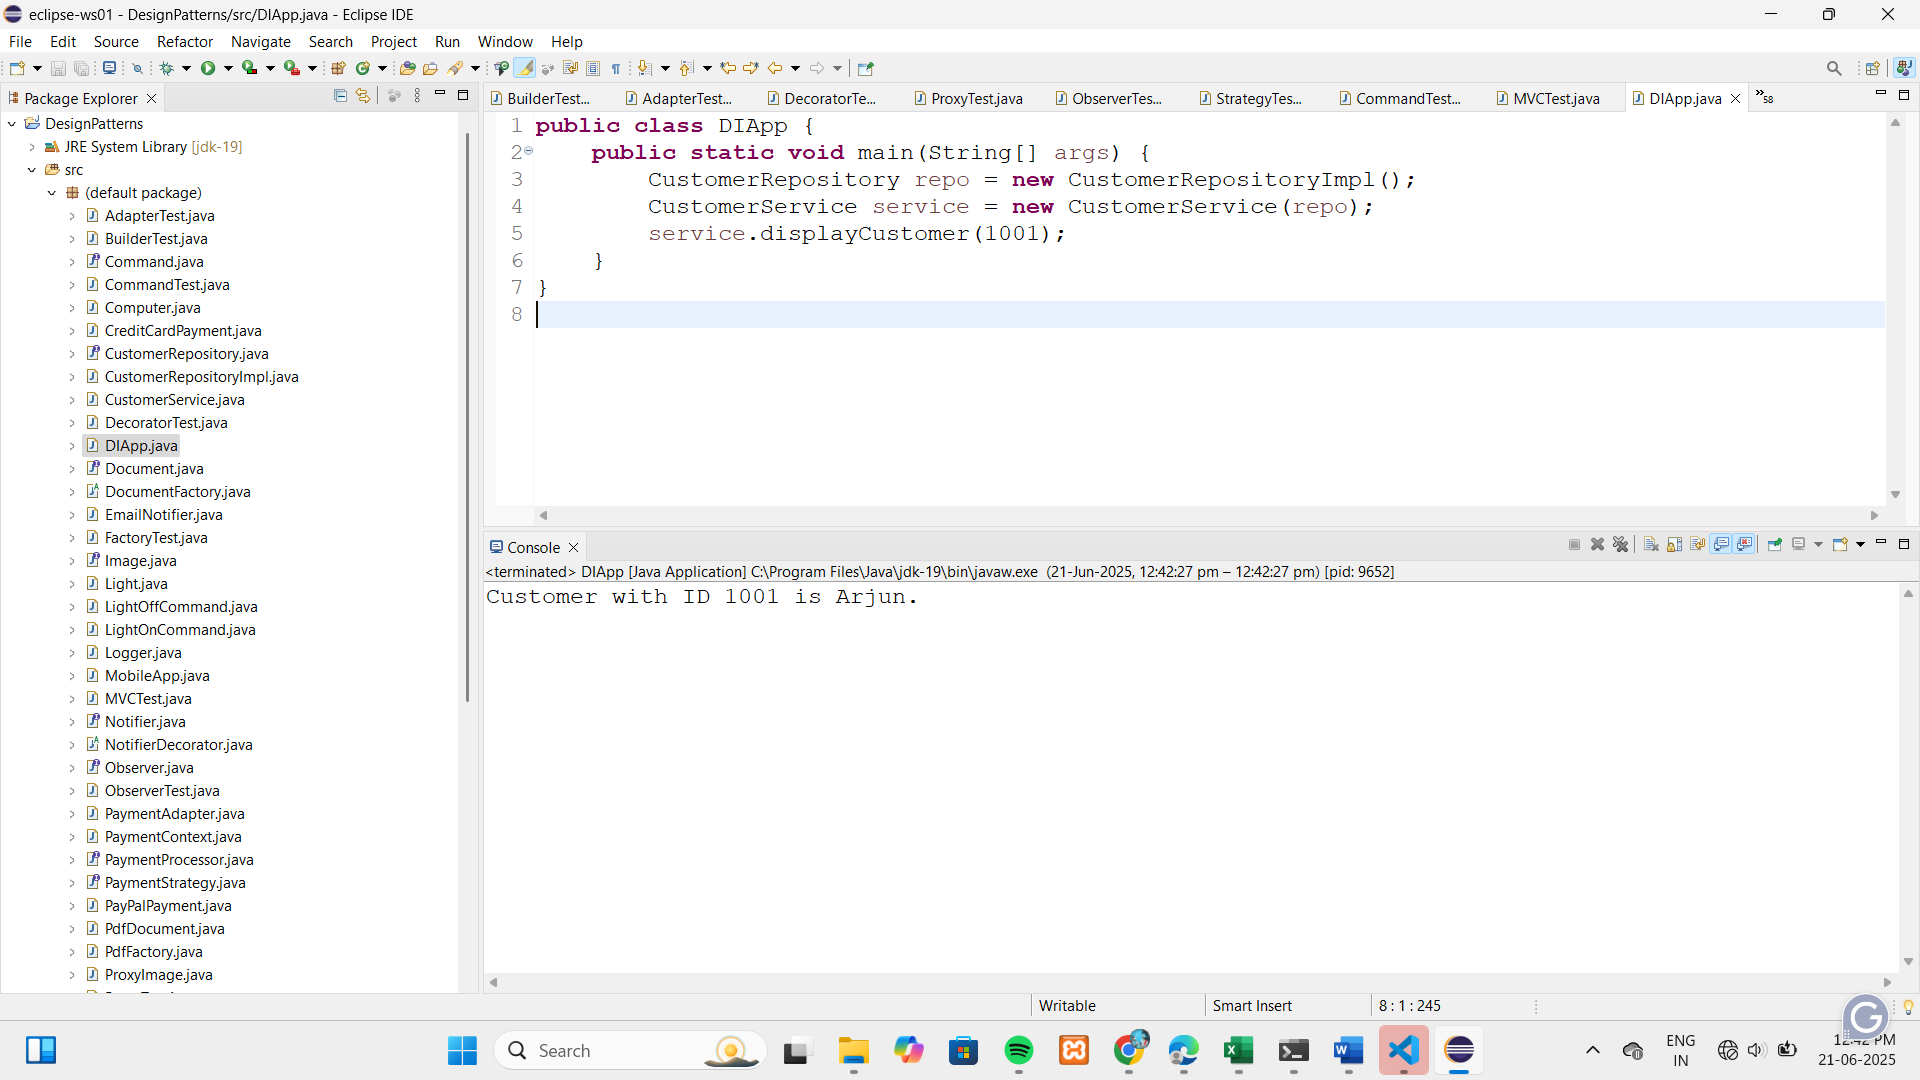 eclipse-ws01 - DesignPatterns/src/DIApp.java - Eclipse IDE
File Edit Source Refactor Navigate Search Project Run Window Help
Package Explorer
BuilderTest... AdapterTest... DecoratorTe... ProxyTest.java ObserverTes... StrategyTes... CommandTest... MVCTest.java DIApp.java »58
DesignPatterns
JRE System Library [jdk-19]
src
(default package)
AdapterTest.java
BuilderTest.java
Command.java
CommandTest.java
Computer.java
CreditCardPayment.java
CustomerRepository.java
CustomerRepositoryImpl.java
CustomerService.java
DecoratorTest.java
DIApp.java
Document.java
DocumentFactory.java
EmailNotifier.java
FactoryTest.java
Image.java
Light.java
LightOffCommand.java
LightOnCommand.java
Logger.java
MobileApp.java
MVCTest.java
Notifier.java
NotifierDecorator.java
Observer.java
ObserverTest.java
PaymentAdapter.java
PaymentContext.java
PaymentProcessor.java
PaymentStrategy.java
PayPalPayment.java
PdfDocument.java
PdfFactory.java
ProxyImage.java
1 public class DIApp {
2 public static void main(String[] args) {
3 CustomerRepository repo = new CustomerRepositoryImpl();
4 CustomerService service = new CustomerService(repo);
5 service.displayCustomer(1001);
6 }
7 }
8
Console
<terminated> DIApp [Java Application] C:\Program Files\Java\jdk-19\bin\javaw.exe (21-Jun-2025, 12:42:27 pm – 12:42:27 pm) [pid: 9652]
Customer with ID 1001 is Arjun.
Writable Smart Insert 8 : 1 : 245
Search
ENG
IN
12:42 PM
21-06-2025